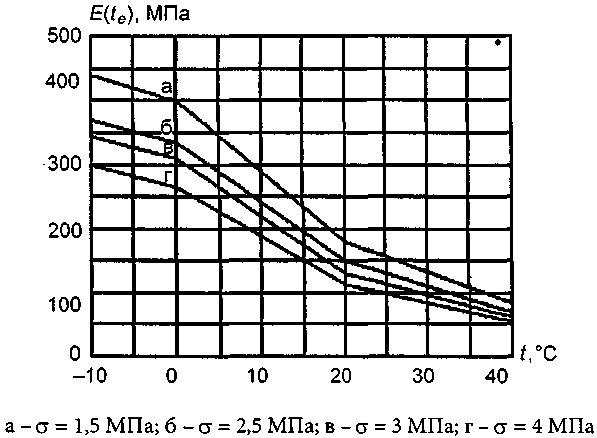 E(tₑ), МПа
500
400
300
200
100
0
а
б
в
г
–10
0
10
20
30
40
t,°C
а – σ = 1,5 МПа; б – σ = 2,5 МПа; в – σ = 3 МПа; г – σ = 4 МПа